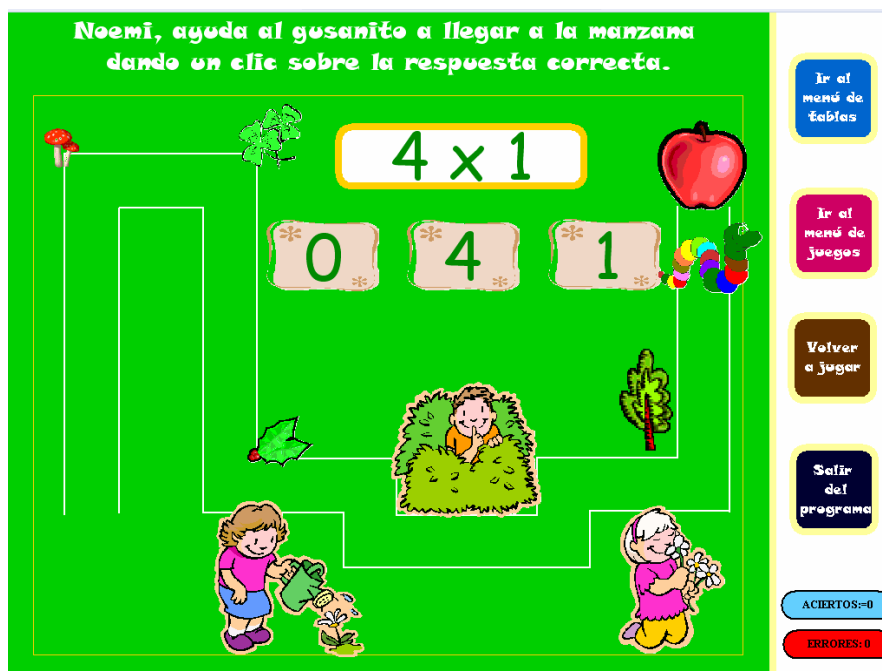 Noemi, ayuda al gusanito a llegar a la manzana
dando un clic sobre la respuesta correcta.
4 x 1
0 4 1
Ir al
menú de
tablas
Ir al
menú de
juegos
Volver
a jugar
Salir
del
programa
ACIERTOS:=0
ERRORES: 0